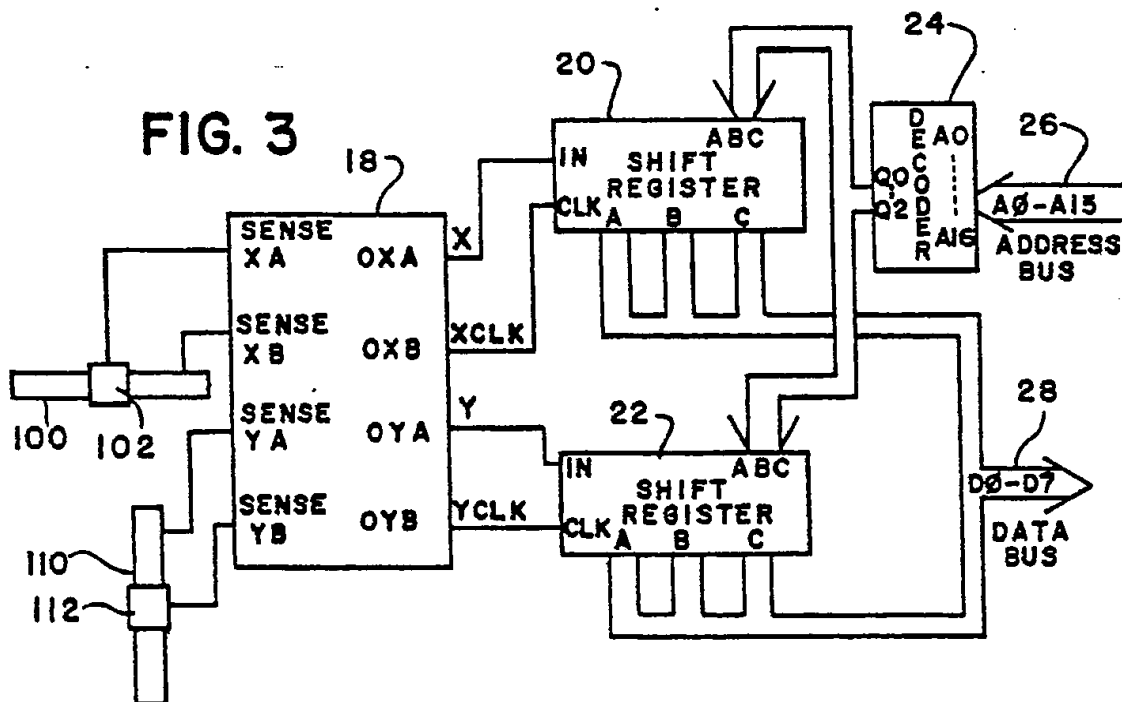 FIG. 3
18
20
24
26
SENSE
XA
OXA
SENSE
XB
OXB
SENSE
YA
OYA
SENSE
YB
OYB
X
XCLK
Y
YCLK
100
102
110
112
ABC
IN
SHIFT
REGISTER
CLK
A B C
22
ABC
IN
SHIFT
REGISTER
CLK
A B C
DECODER
A0
A16
Q0
Q2
AØ-A15
ADDRESS
BUS
28
DØ-D7
DATA
BUS